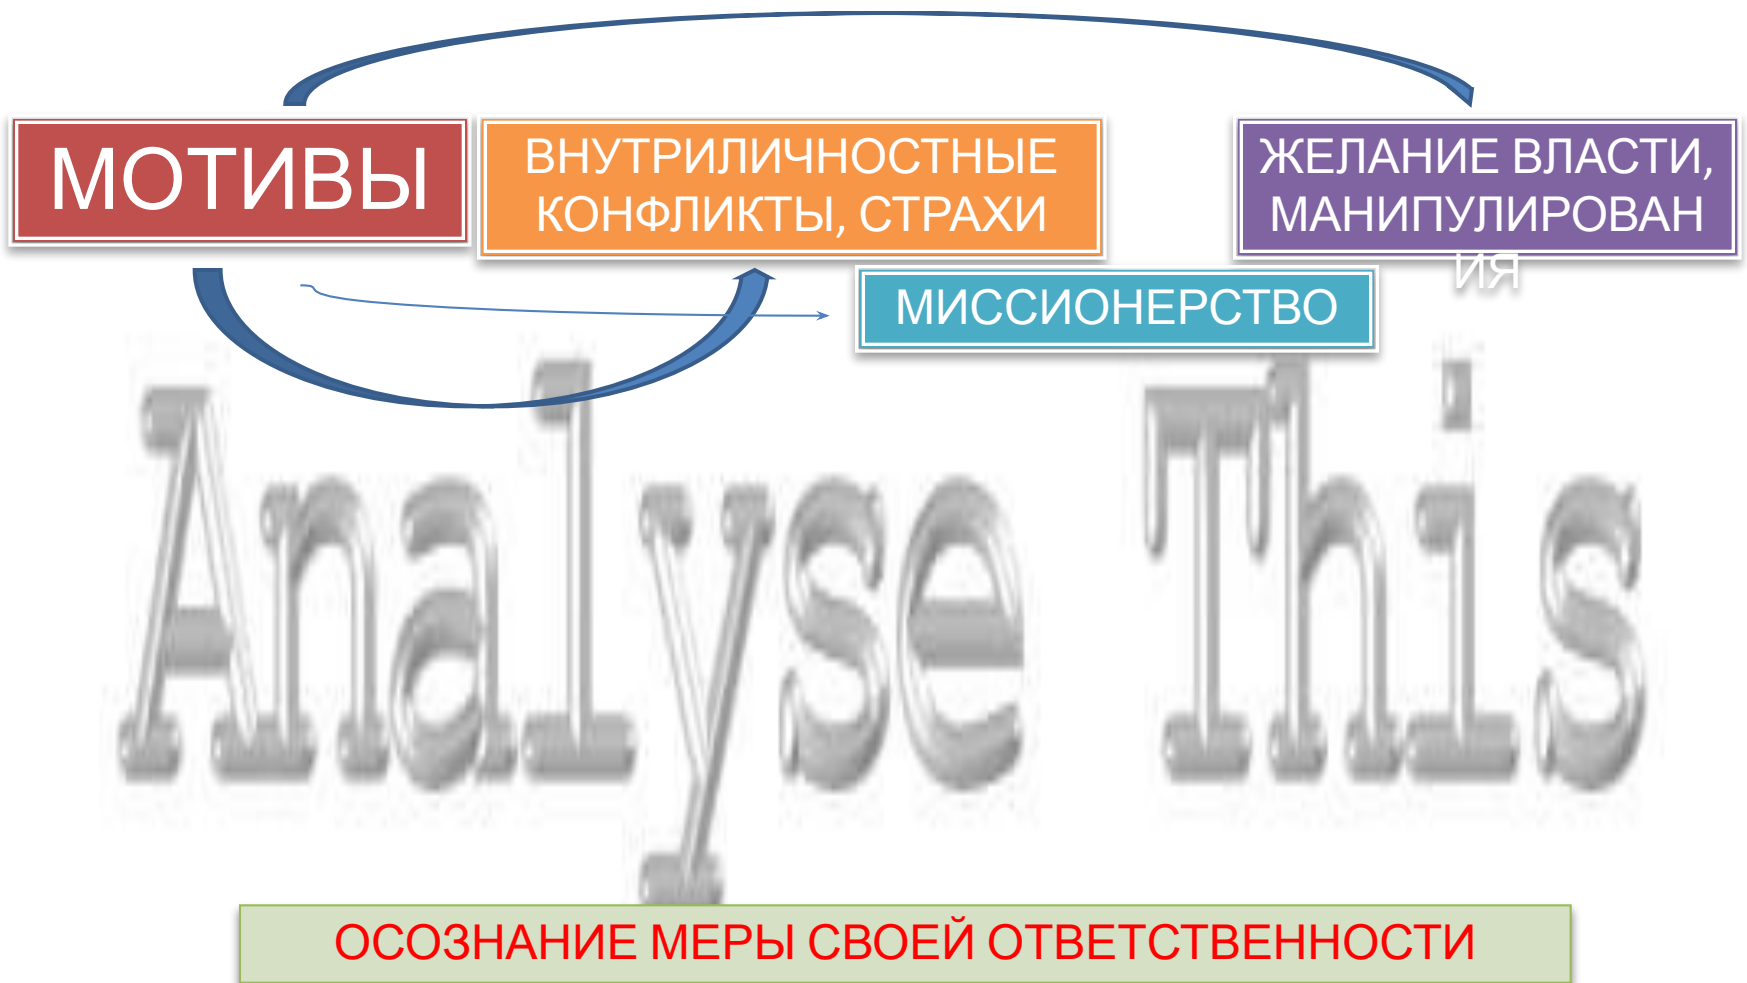 МОТИВЫ
ВНУТРИЛИЧНОСТНЫЕ
КОНФЛИКТЫ, СТРАХИ
ЖЕЛАНИЕ ВЛАСТИ,
МАНИПУЛИРОВАН
ИЯ
МИССИОНЕРСТВО
Analyse This
ОСОЗНАНИЕ МЕРЫ СВОЕЙ ОТВЕТСТВЕННОСТИ